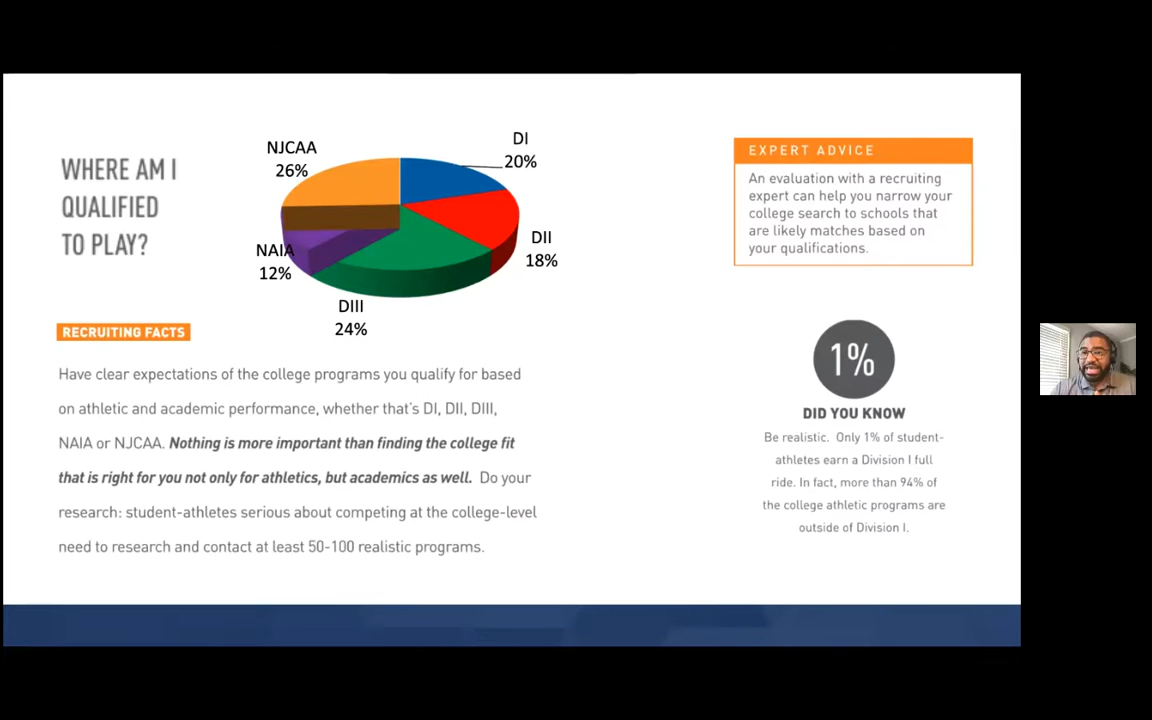 WHERE AM I
QUALIFIED
TO PLAY?
NJCAA
26%
DI
20%
DII
18%
NAIA
12%
DIII
24%
RECRUITING FACTS
Have clear expectations of the college programs you qualify for based
on athletic and academic performance, whether that's DI, DII, DIII,
NAIA or NJCAA. Nothing is more important than finding the college fit
that is right for you not only for athletics, but academics as well. Do your
research: student-athletes serious about competing at the college-level
need to research and contact at least 50-100 realistic programs.
EXPERT ADVICE
An evaluation with a recruiting
expert can help you narrow your
college search to schools that
are likely matches based on
your qualifications.
1%
DID YOU KNOW
Be realistic. Only 1% of student-
athletes earn a Division I full
ride. In fact, more than 94% of
the college athletic programs are
outside of Division I.